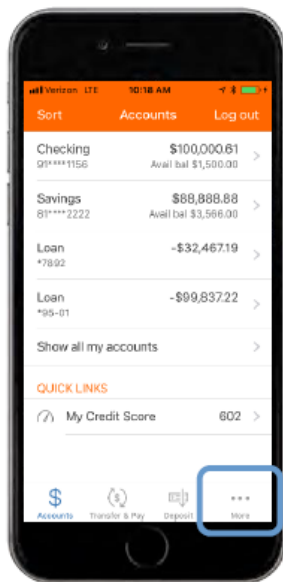 Verizon LTE 10:18 AM
Sort Accounts Log out
Checking $100,000.61
91****1156 Avail bal $1,500.00
Savings $88,888.88
81****2222 Avail bal $3,566.00
Loan -$32,467.19
*7892
Loan -$99,837.22
*95-01
Show all my accounts
QUICK LINKS
My Credit Score 602
Accounts Transfer & Pay Deposit More